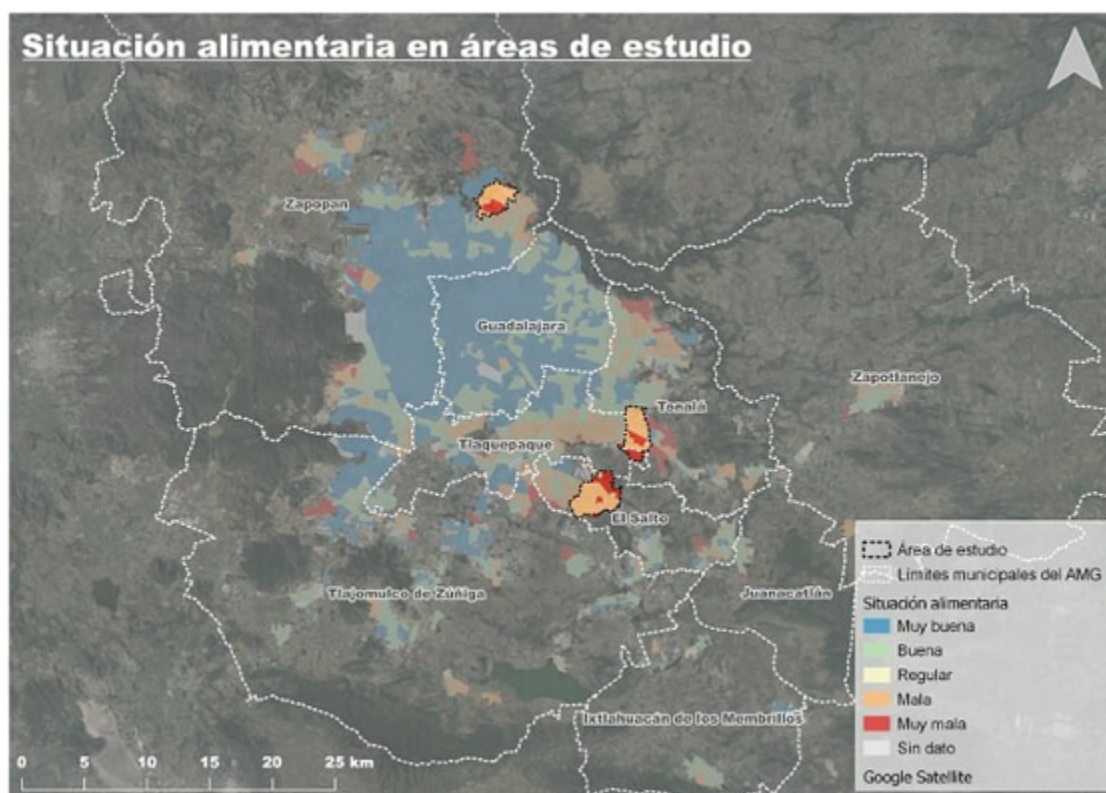 Situación alimentaria en áreas de estudio
Zapopan
Guadalajara
Zapotlanejo
Tonalá
Tlaquepaque
El Salto
Tlajomulco de Zúñiga
Juanacatlán
Ixtlahuacán de los Membrillos
0 5 10 15 20 25 km
Área de estudio
Límites municipales del AMG
Situación alimentaria
Muy buena
Buena
Regular
Mala
Muy mala
Sin dato
Google Satellite